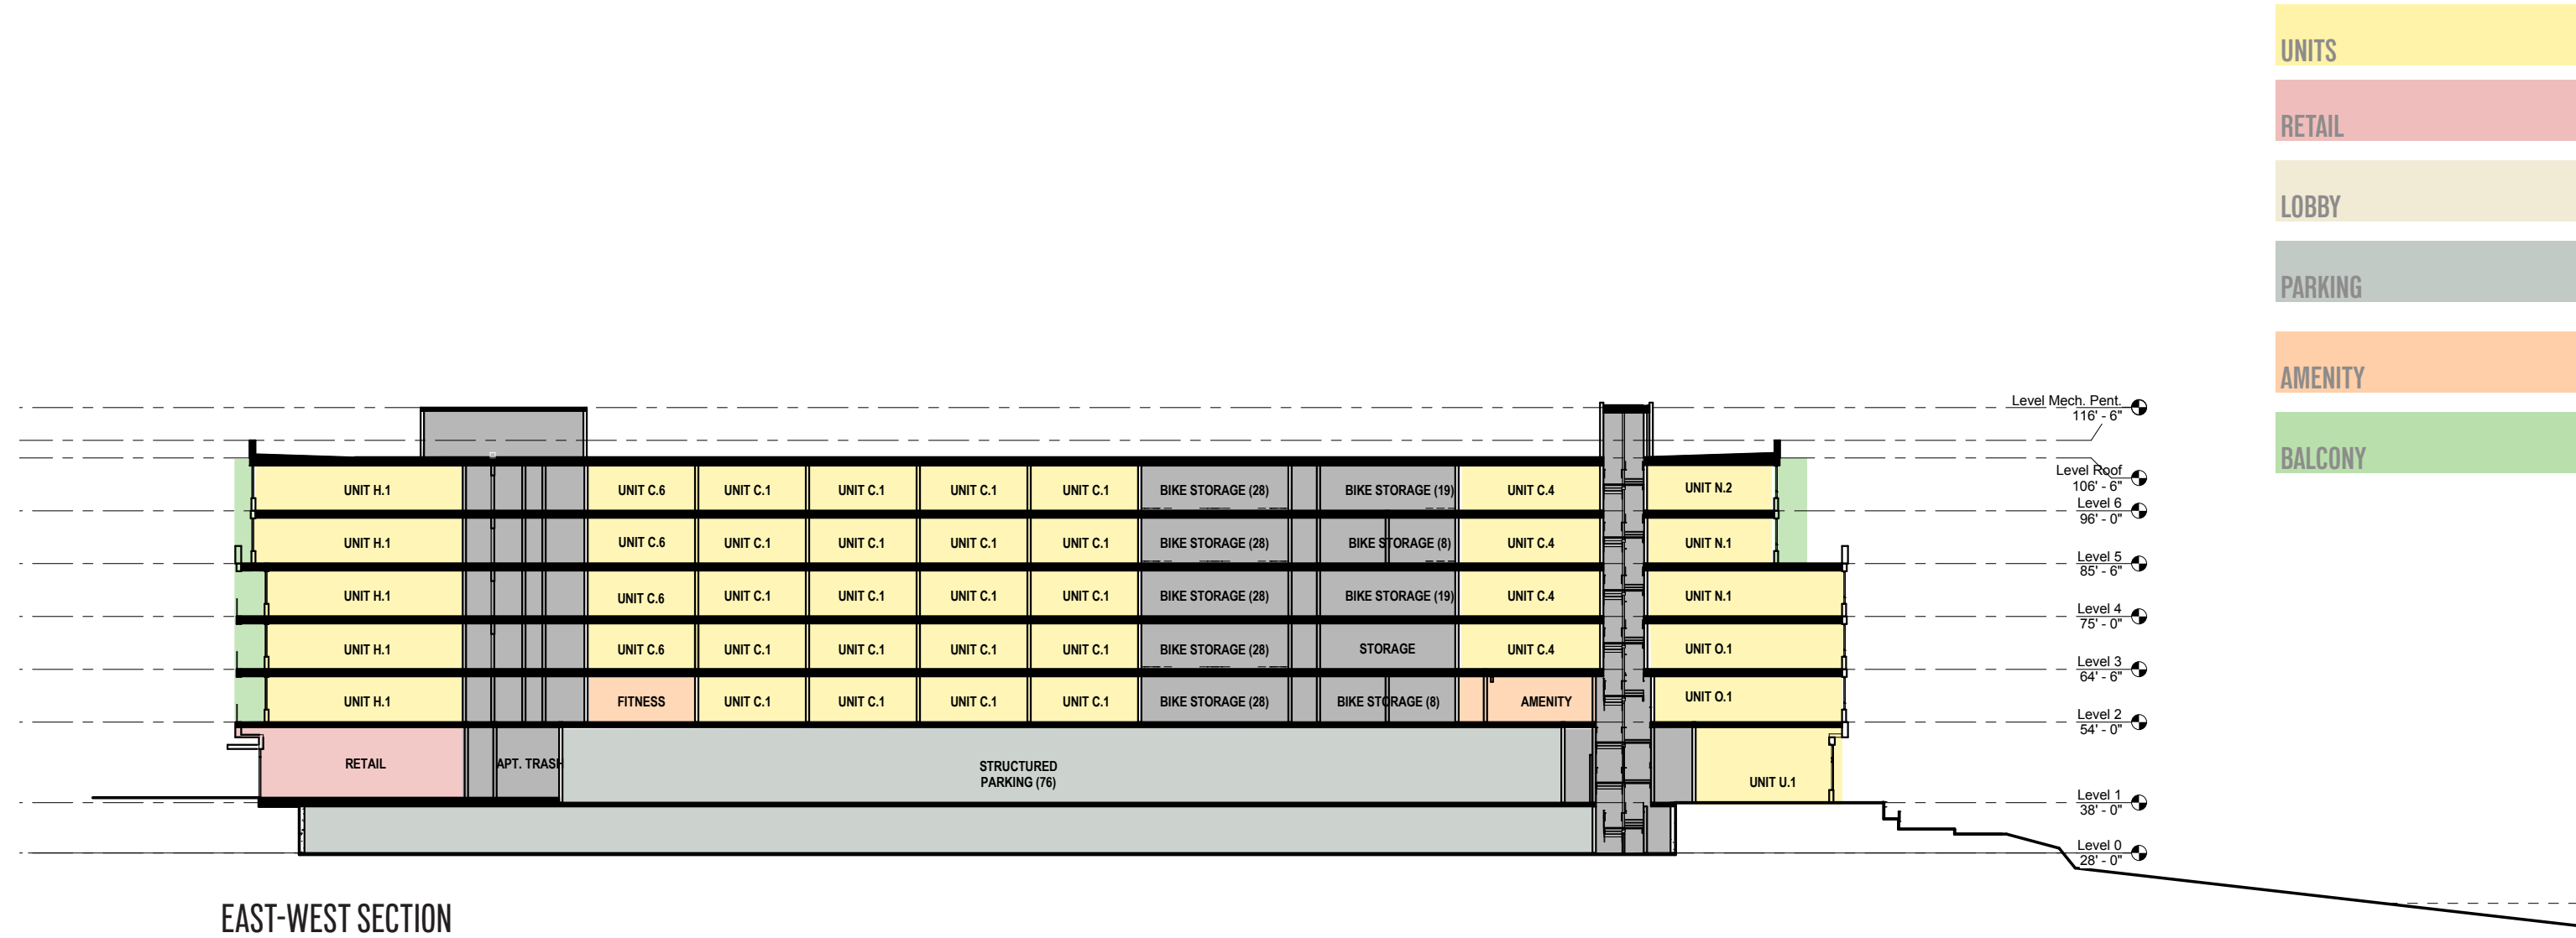 UNITS
RETAIL
LOBBY
PARKING
AMENITY
BALCONY
Level Mech. Pent.
116' - 6"
Level Roof
106' - 6"
Level 6
96' - 0"
Level 5
85' - 6"
Level 4
75' - 0"
Level 3
64' - 6"
Level 2
54' - 0"
Level 1
38' - 0"
Level 0
28' - 0"
UNIT H.1 UNIT C.6 UNIT C.1 UNIT C.1 UNIT C.1 UNIT C.1 BIKE STORAGE (28) BIKE STORAGE (19) UNIT C.4 UNIT N.2
UNIT H.1 UNIT C.6 UNIT C.1 UNIT C.1 UNIT C.1 UNIT C.1 BIKE STORAGE (28) BIKE STORAGE (8) UNIT C.4 UNIT N.1
UNIT H.1 UNIT C.6 UNIT C.1 UNIT C.1 UNIT C.1 UNIT C.1 BIKE STORAGE (28) BIKE STORAGE (19) UNIT C.4 UNIT N.1
UNIT H.1 UNIT C.6 UNIT C.1 UNIT C.1 UNIT C.1 UNIT C.1 BIKE STORAGE (28) STORAGE UNIT C.4 UNIT O.1
UNIT H.1 FITNESS UNIT C.1 UNIT C.1 UNIT C.1 UNIT C.1 BIKE STORAGE (28) BIKE STORAGE (8) AMENITY UNIT O.1
RETAIL APT. TRASH STRUCTURED
PARKING (76) UNIT U.1
EAST-WEST SECTION